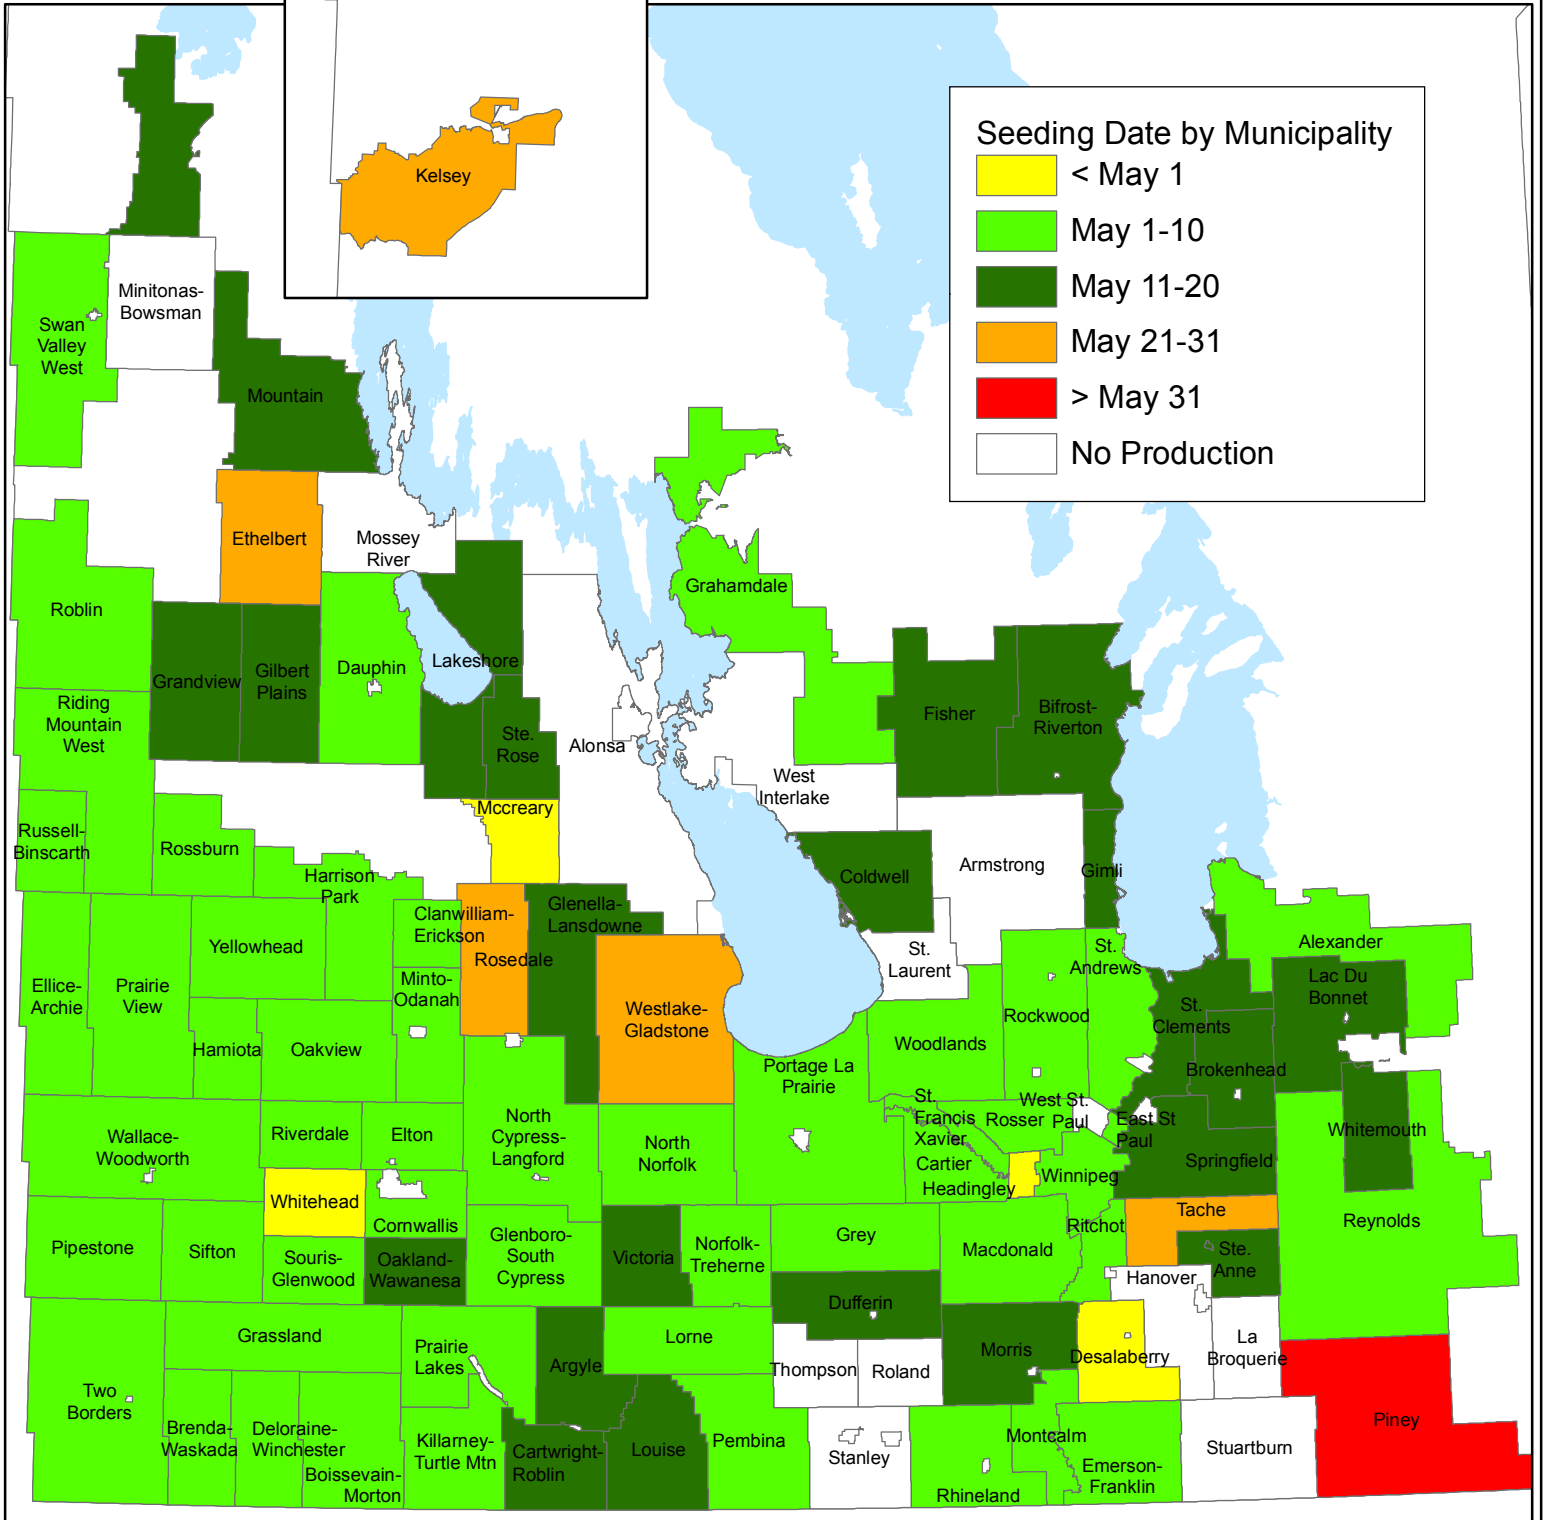 Kelsey
Seeding Date by Municipality
< May 1
May 1-10
May 11-20
May 21-31
> May 31
No Production
Minitonas-
Bowsman
Swan
Valley
West
Mountain
Ethelbert
Mossey
River
Grahamdale
Roblin
Grandview
Gilbert
Plains
Dauphin
Lakeshore
Riding
Mountain
West
Ste.
Rose
Alonsa
Fisher
Bifrost-
Riverton
West
Interlake
Mccreary
Russell-
Binscarth
Rossburn
Harrison
Park
Coldwell
Armstrong
Gimli
Clanwilliam-
Erickson
Glenella-
Lansdowne
Yellowhead
Rosedale
St.
Laurent
St.
Andrews
Alexander
Ellice-
Archie
Prairie
View
Minto-
Odanah
Westlake-
Gladstone
Lac Du
Bonnet
Rockwood
St.
Clements
Hamiota
Oakview
Woodlands
Portage La
Prairie
Brokenhead
St.
Francis
Xavier
Rosser
West St.
Paul
East St
Paul
Whitemouth
Wallace-
Woodworth
Riverdale
Elton
North
Cypress-
Langford
North
Norfolk
Cartier
Headingley
Winnipeg
Springfield
Whitehead
Cornwallis
Tache
Reynolds
Pipestone
Sifton
Souris-
Glenwood
Oakland-
Wawanesa
Glenboro-
South
Cypress
Victoria
Norfolk-
Treherne
Grey
Macdonald
Ritchot
Ste.
Anne
Hanover
Dufferin
Grassland
Prairie
Lakes
Argyle
Lorne
Thompson
Roland
Morris
Desalaberry
La
Broquerie
Two
Borders
Brenda-
Waskada
Deloraine-
Winchester
Boissevain-
Morton
Killarney-
Turtle Mtn
Cartwright-
Roblin
Louise
Pembina
Stanley
Rhineland
Montcalm
Emerson-
Franklin
Stuartburn
Piney